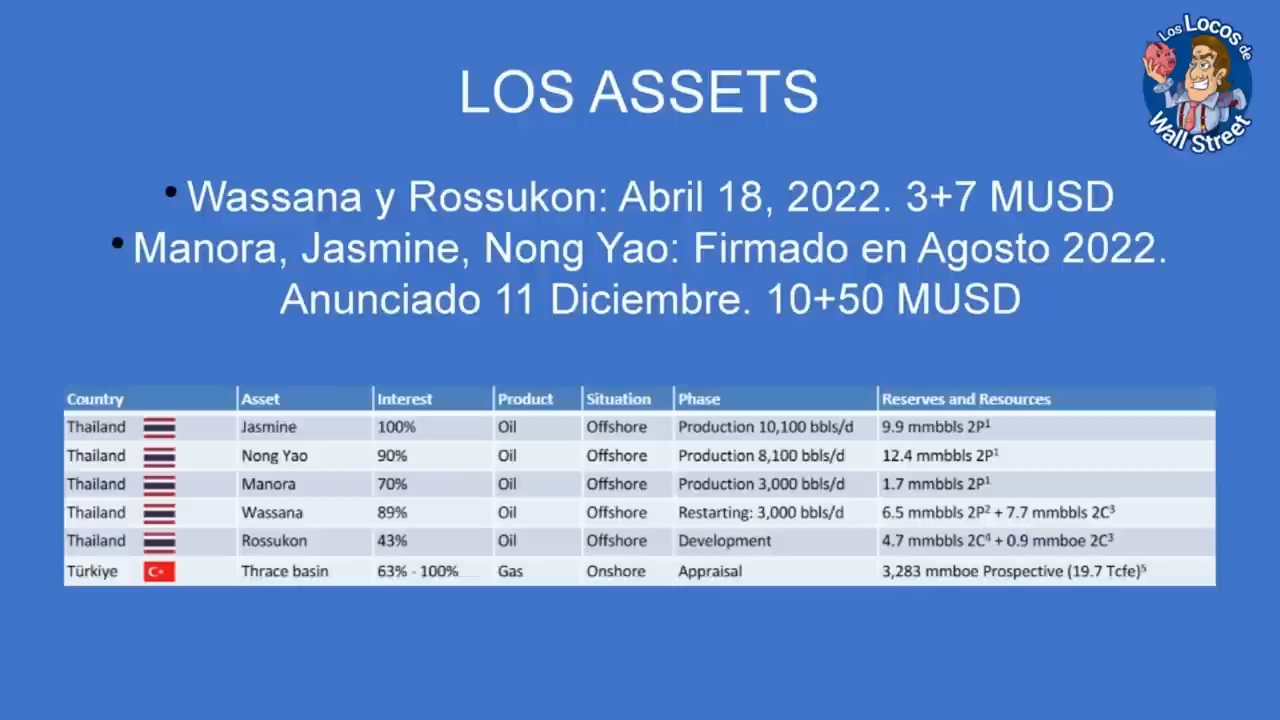 Los Locos de
Wall Street
LOS ASSETS
• Wassana y Rossukon: Abril 18, 2022. 3+7 MUSD
• Manora, Jasmine, Nong Yao: Firmado en Agosto 2022.
Anunciado 11 Diciembre. 10+50 MUSD
Country Asset Interest Product Situation Phase Reserves and Resources
Thailand Jasmine 100% Oil Offshore Production 10,100 bbls/d 9.9 mmbbls 2P¹
Thailand Nong Yao 90% Oil Offshore Production 8,100 bbls/d 12.4 mmbbls 2P¹
Thailand Manora 70% Oil Offshore Production 3,000 bbls/d 1.7 mmbbls 2P¹
Thailand Wassana 89% Oil Offshore Restarting: 3,000 bbls/d 6.5 mmbbls 2P² + 7.7 mmbbls 2C³
Thailand Rossukon 43% Oil Offshore Development 4.7 mmbbls 2C⁴ + 0.9 mmboe 2C³
Türkiye Thrace basin 63% - 100% Gas Onshore Appraisal 3,283 mmboe Prospective (19.7 Tcfe)⁵